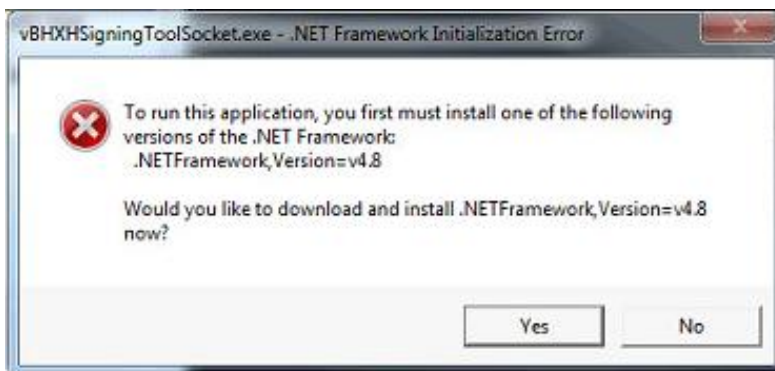 vBHXHSigningToolSocket.exe - .NET Framework Initialization Error
To run this application, you first must install one of the following
versions of the .NET Framework:
.NETFramework,Version=v4.8
Would you like to download and install .NETFramework,Version=v4.8
now?
Yes No